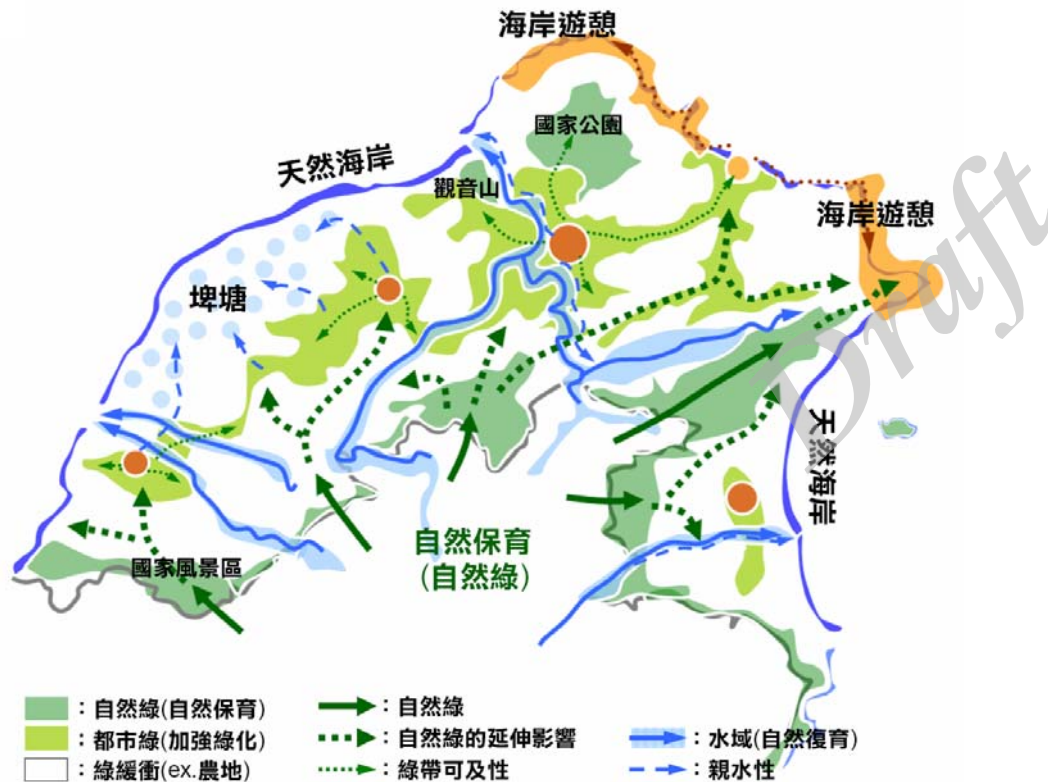 海岸遊憩
國家公園
天然海岸
觀音山
海岸遊憩
Draft
埤塘
天然海岸
自然保育
(自然綠)
國家風景區
：自然綠(自然保育)
：自然綠
：都市綠(加強綠化)
：自然綠的延伸影響
：水域(自然復育)
：綠緩衝(ex.農地)
：綠帶可及性
：親水性